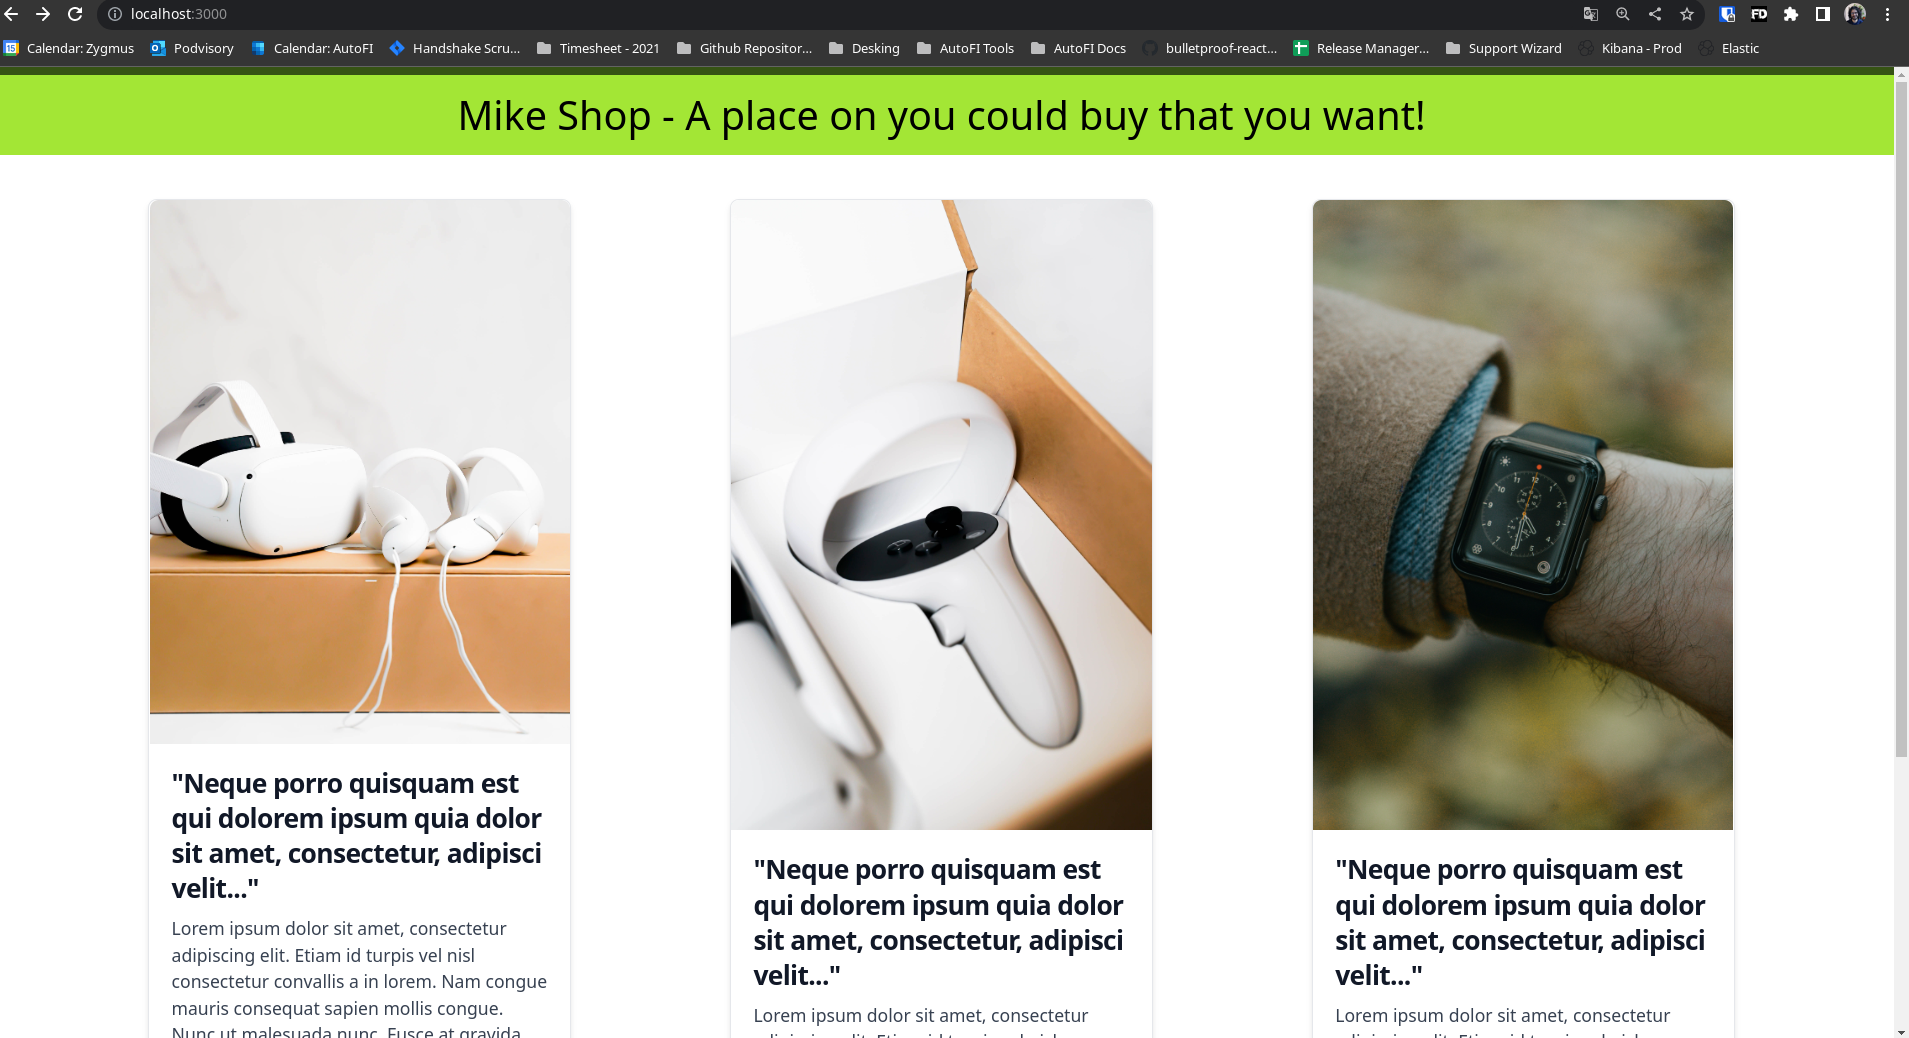 localhost:3000
15 Calendar: Zygmus Podvisory Calendar: AutoFI Handshake Scru... Timesheet - 2021 Github Repositor... Desking AutoFI Tools AutoFI Docs bulletproof-react... Release Manager... Support Wizard Kibana - Prod Elastic
FD
Mike Shop - A place on you could buy that you want!
"Neque porro quisquam est
qui dolorem ipsum quia dolor
sit amet, consectetur, adipisci
velit..."
Lorem ipsum dolor sit amet, consectetur
adipiscing elit. Etiam id turpis vel nisl
consectetur convallis a in lorem. Nam congue
mauris consequat sapien mollis congue.
Nunc ut malesuada nunc. Fusce at gravida
"Neque porro quisquam est
qui dolorem ipsum quia dolor
sit amet, consectetur, adipisci
velit..."
Lorem ipsum dolor sit amet, consectetur
"Neque porro quisquam est
qui dolorem ipsum quia dolor
sit amet, consectetur, adipisci
velit..."
Lorem ipsum dolor sit amet, consectetur